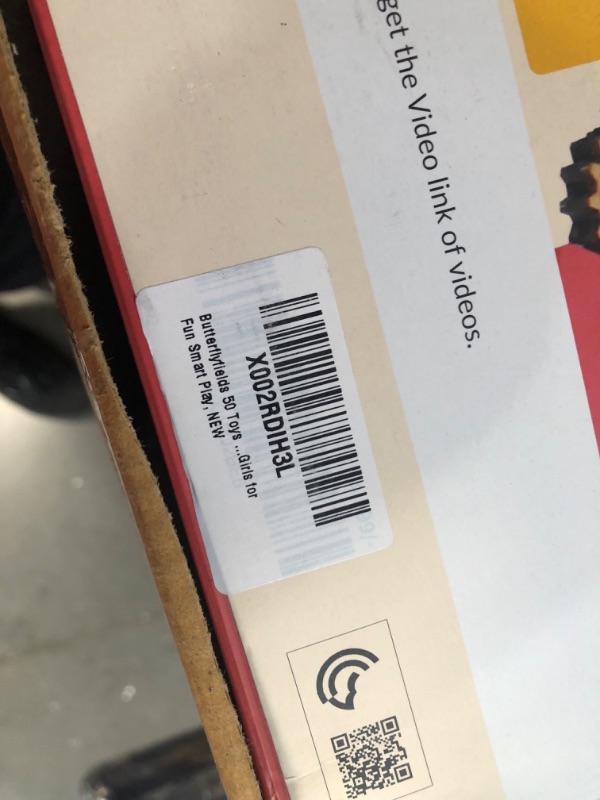 get the Video link of videos.
X002RDIH3L
Butterflyfields 50 Toys ...Girls for
Fun Smart Play, NEW